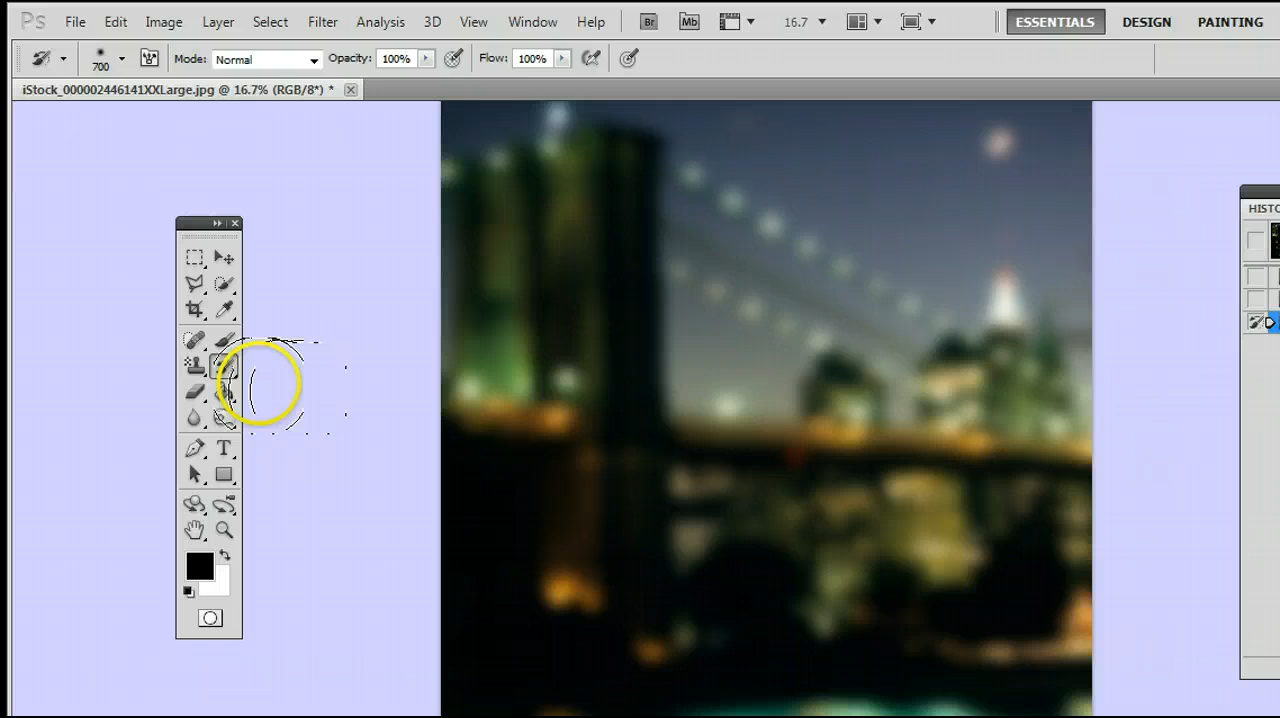 Ps File Edit Image Layer Select Filter Analysis 3D View Window Help Br Mb 16.7 ESSENTIALS DESIGN PAINTING
700 Mode: Normal Opacity: 100% Flow: 100%
iStock_000002446141XXLarge.jpg @ 16.7% (RGB/8*) *
HISTO
T